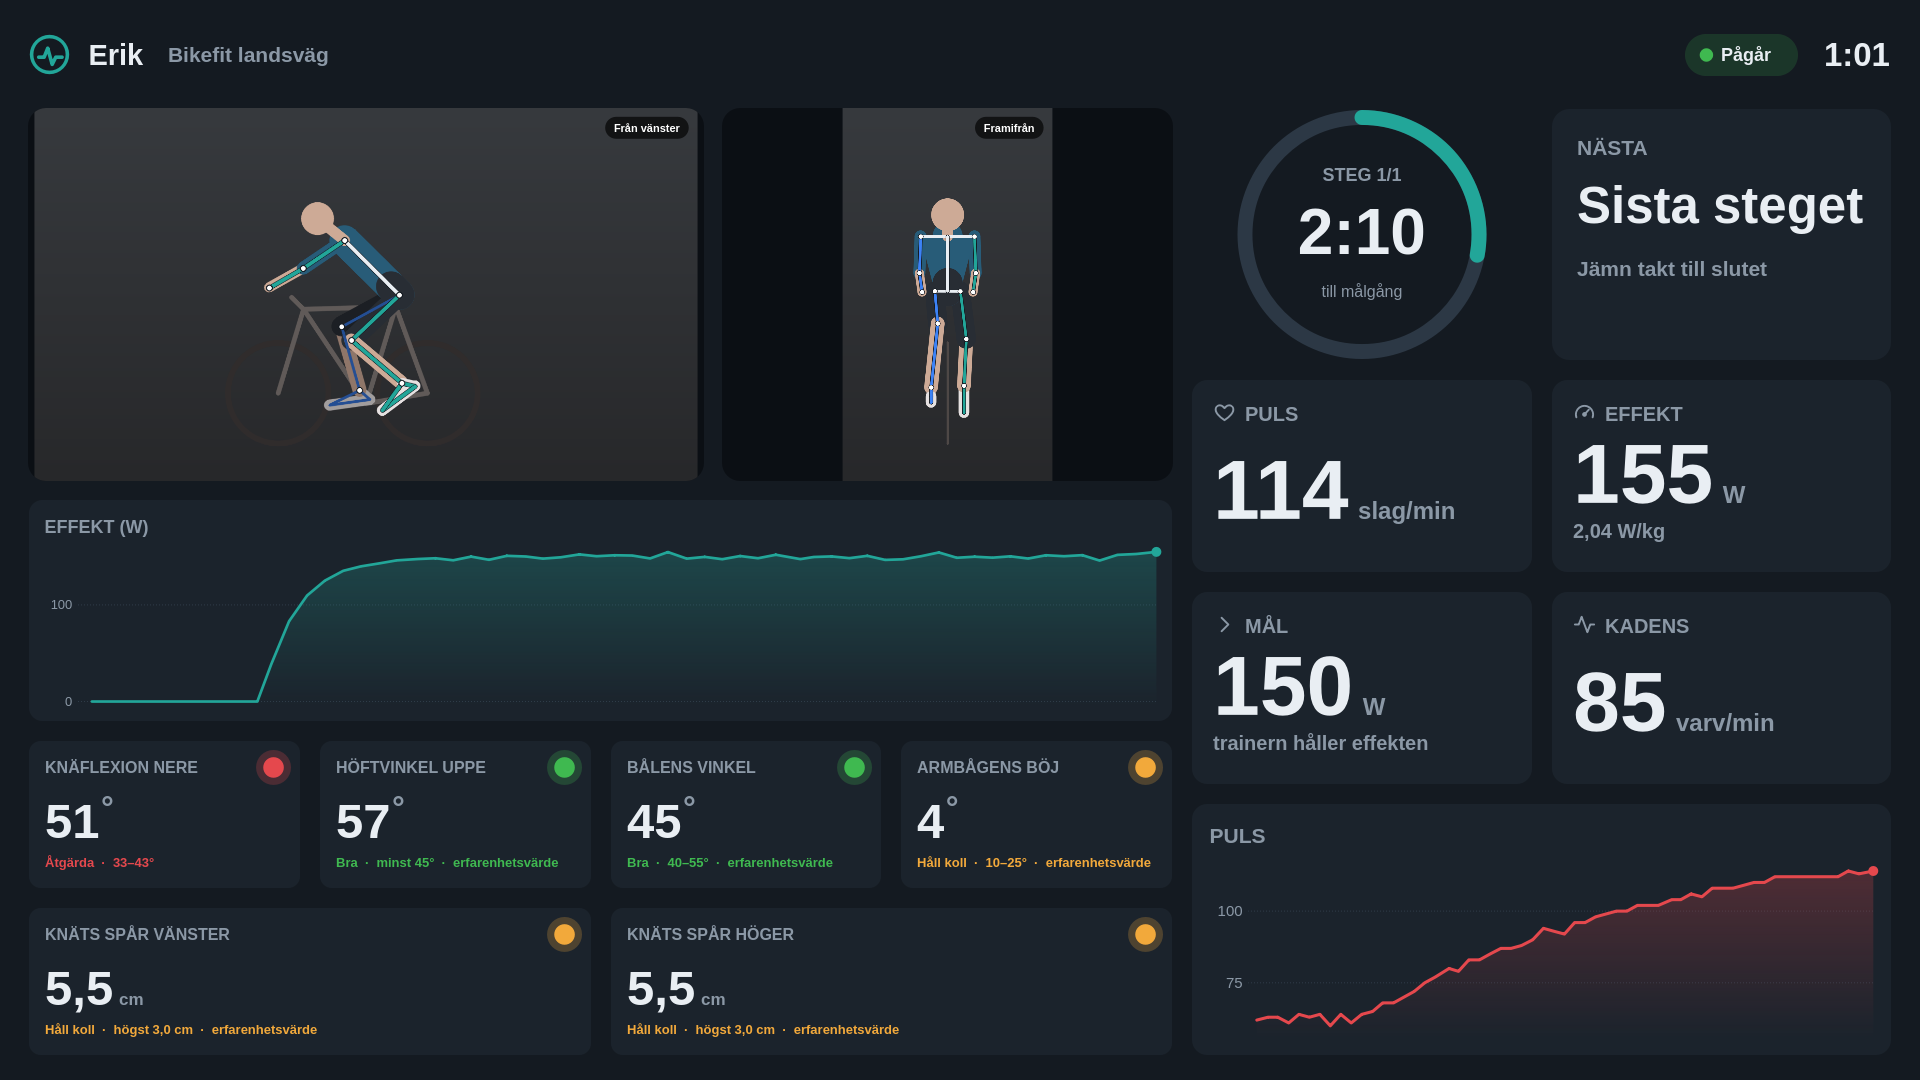 Erik
Bikefit landsväg
Pågår
1:01
Från vänster
Framifrån
STEG 1/1
2:10
till målgång
NÄSTA
Sista steget
Jämn takt till slutet
PULS
114 slag/min
EFFEKT
155 W
2,04 W/kg
EFFEKT (W)
100
0
MÅL
150 W
trainern håller effekten
KADENS
85 varv/min
KNÄFLEXION NERE
51°
Åtgärda · 33–43°
HÖFTVINKEL UPPE
57°
Bra · minst 45° · erfarenhetsvärde
BÅLENS VINKEL
45°
Bra · 40–55° · erfarenhetsvärde
ARMBÅGENS BÖJ
4°
Håll koll · 10–25° · erfarenhetsvärde
KNÄTS SPÅR VÄNSTER
5,5 cm
Håll koll · högst 3,0 cm · erfarenhetsvärde
KNÄTS SPÅR HÖGER
5,5 cm
Håll koll · högst 3,0 cm · erfarenhetsvärde
PULS
100
75